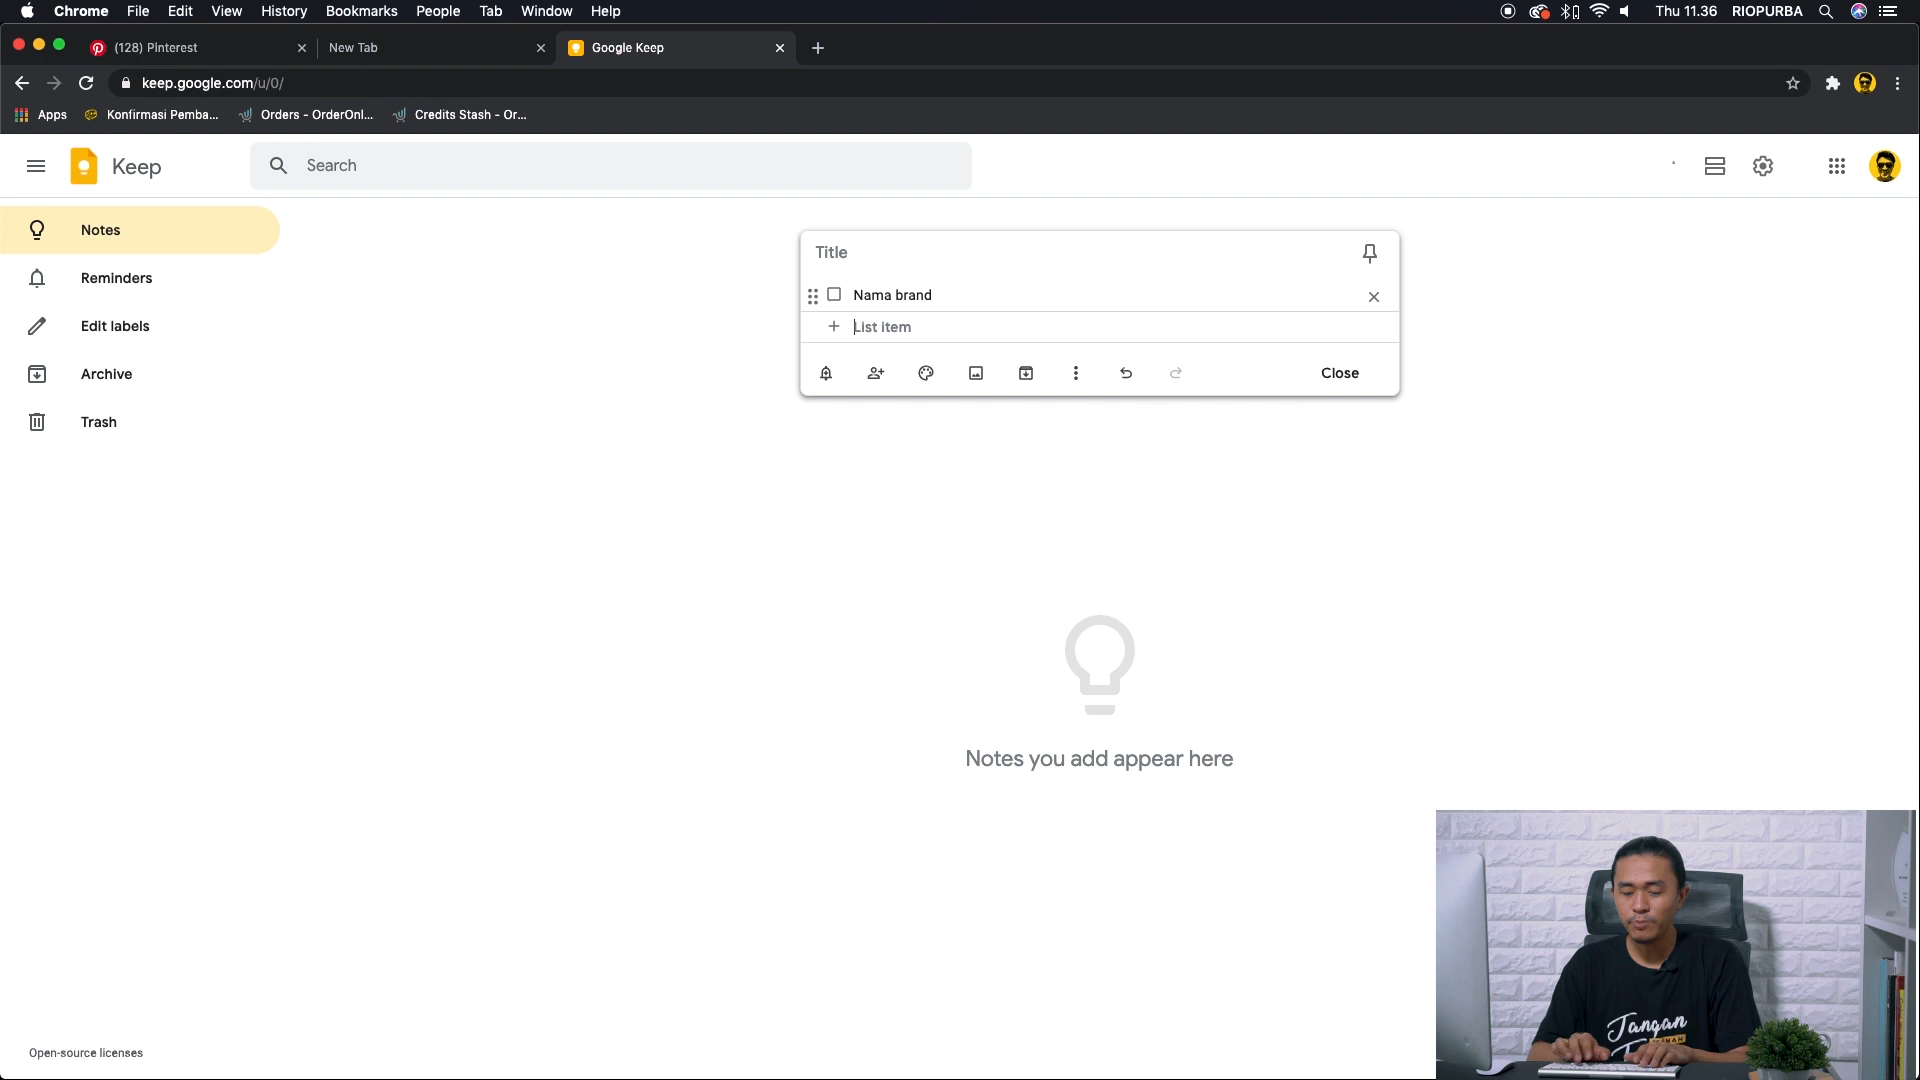 Chrome File Edit View History Bookmarks People Tab Window Help Thu 11.36 RIOPURBA
(128) Pinterest New Tab Google Keep
keep.google.com/u/0/
Apps Konfirmasi Pemba... Orders - OrderOnl... Credits Stash - Or...
Keep Search
Notes
Title
Reminders
Nama brand
Edit labels
List item
Archive
Close
Trash
Notes you add appear here
Jangan
Open-source licenses